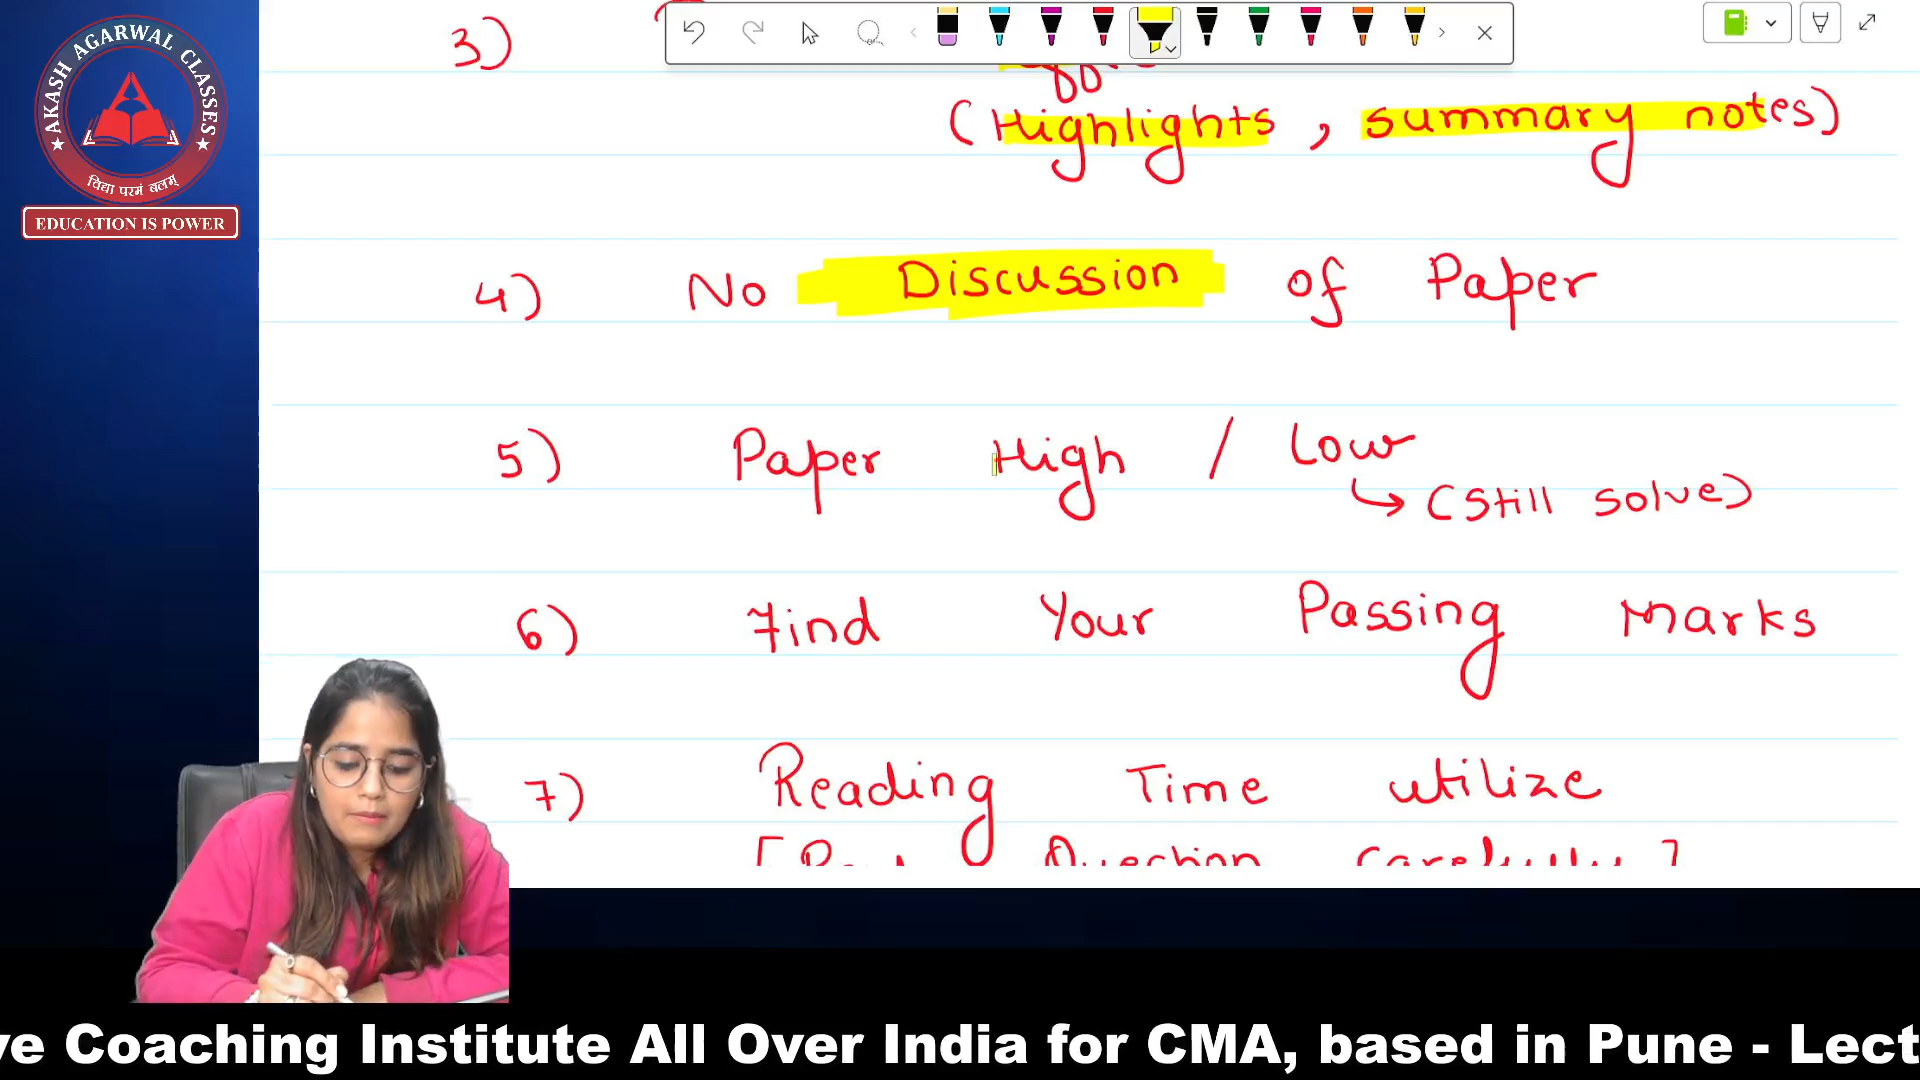 AKASH AGARWAL CLASSES
विद्या परमं बलम्
EDUCATION IS POWER
3)
(Highlights, summary notes)
4) No Discussion of Paper
5) Paper High / Low
↳ (Still solve)
6) Find Your Passing Marks
7) Reading Time utilize
Question carefully]
ve Coaching Institute All Over India for CMA, based in Pune - Lect